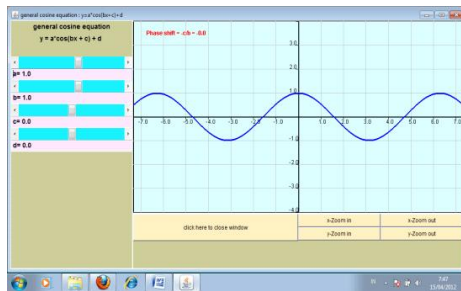 general cosine equation : y=a*cos(bx+c)+d
general cosine equation
y = a*cos(bx + c) + d
a= 1.0
b= 1.0
c= 0.0
d= 0.0
Phase shift = -c/b = -0.0
3.0
2.0
-7.0 -6.0 -5.0 -4.0 -3.0 -2.0 -1.0 1.0 2.0 3.0 4.0 5.0 6.0 7.0
-1.0
-2.0
-3.0
-4.0
click here to close window
x-Zoom in x-Zoom out
y-Zoom in y-Zoom out
7:47
15/04/2012